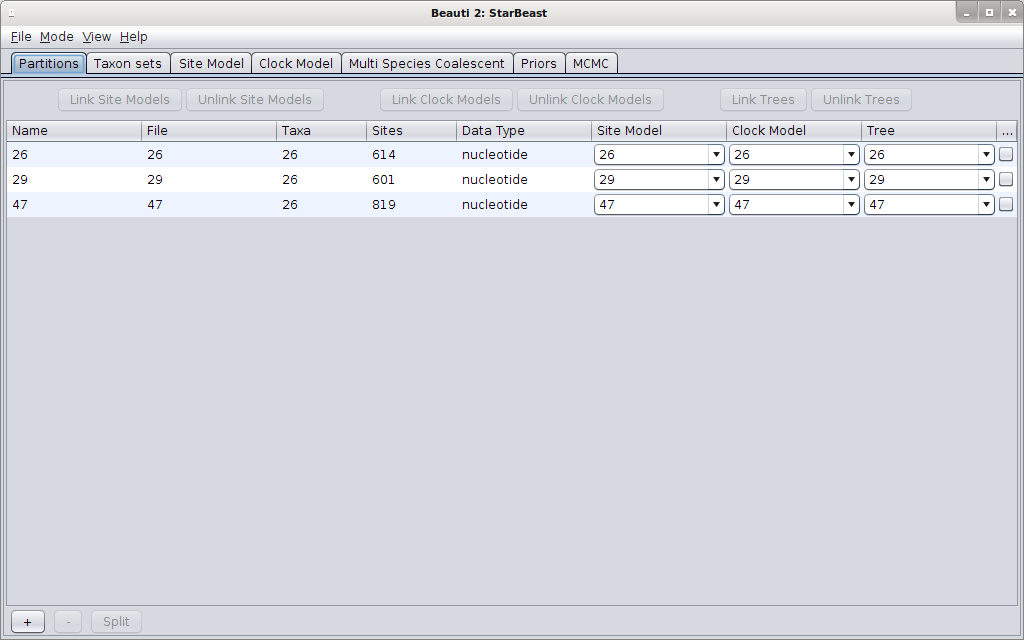 Beauti 2: StarBeast
File Mode View Help
Partitions Taxon sets Site Model Clock Model Multi Species Coalescent Priors MCMC
Link Site Models Unlink Site Models Link Clock Models Unlink Clock Models Link Trees Unlink Trees
Name File Taxa Sites Data Type Site Model Clock Model Tree ...
26 26 26 614 nucleotide 26 26 26
29 29 26 601 nucleotide 29 29 29
47 47 26 819 nucleotide 47 47 47
+ - Split